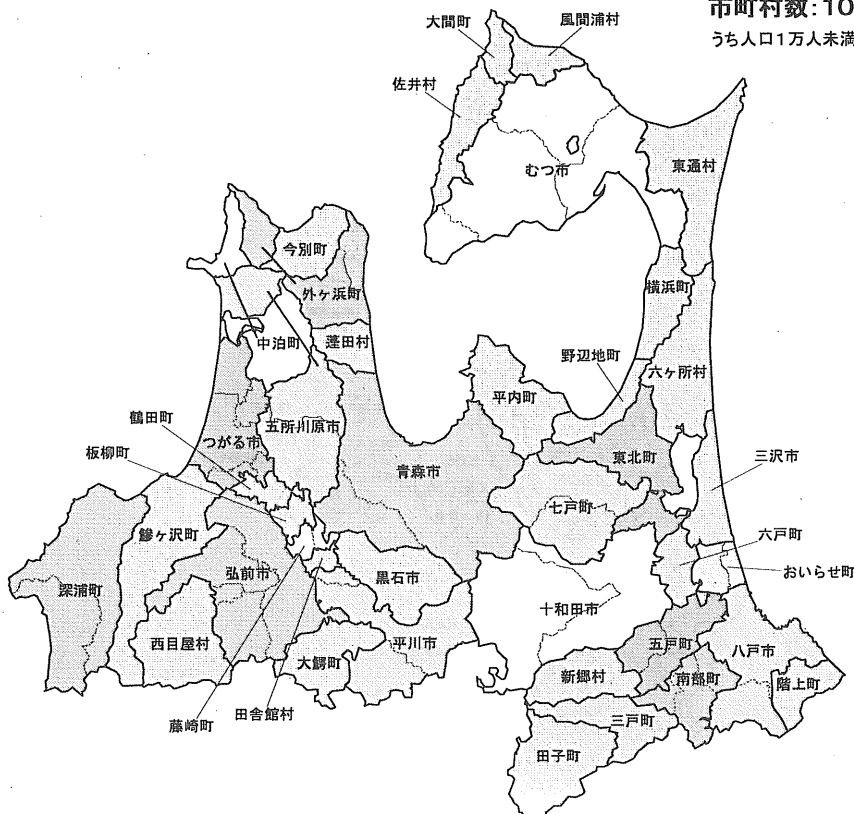 市町村数:10
うち人口1万人未満
大間町
風間浦村
佐井村
むつ市
東通村
今別町
外ヶ浜町
横浜町
中泊町
蓬田村
野辺地町
六ヶ所村
平内町
鶴田町
つがる市
五所川原市
板柳町
青森市
東北町
三沢市
七戸町
鰺ヶ沢町
六戸町
深浦町
弘前市
黒石市
おいらせ町
十和田市
西目屋村
大鰐町
平川市
五戸町
八戸市
新郷村
南部町
階上町
藤崎町
田舎館村
三戸町
田子町